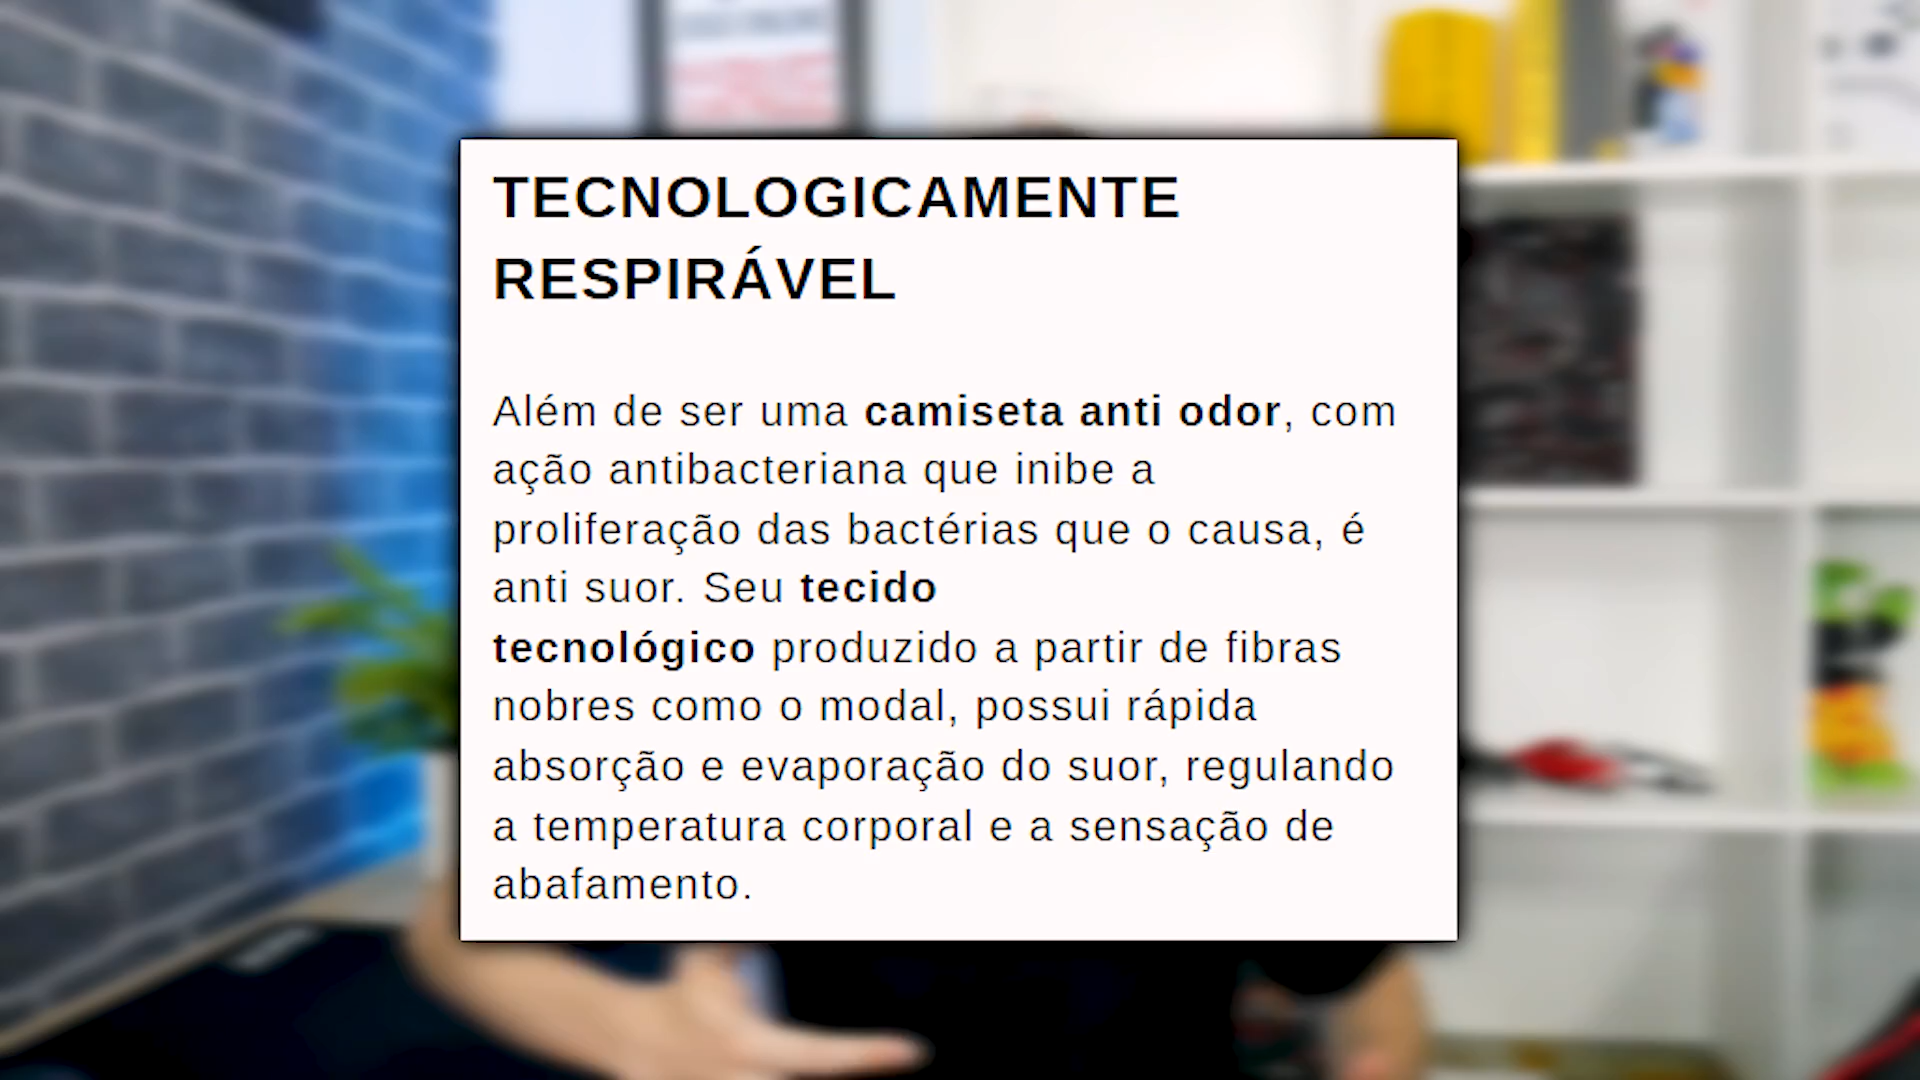 TECNOLOGICAMENTE
RESPIRÁVEL
Além de ser uma camiseta anti odor, com
ação antibacteriana que inibe a
proliferação das bactérias que o causa, é
anti suor. Seu tecido
tecnológico produzido a partir de fibras
nobres como o modal, possui rápida
absorção e evaporação do suor, regulando
a temperatura corporal e a sensação de
abafamento.